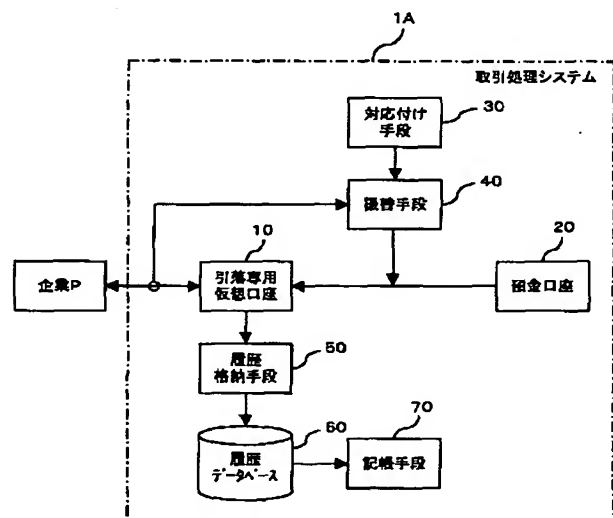 1A
取引処理システム
対応付け
手段
30
振替手段
40
10
20
企業P
引落専用
仮想口座
預金口座
履歴
格納手段
50
60
70
履歴
データベース
記帳手段